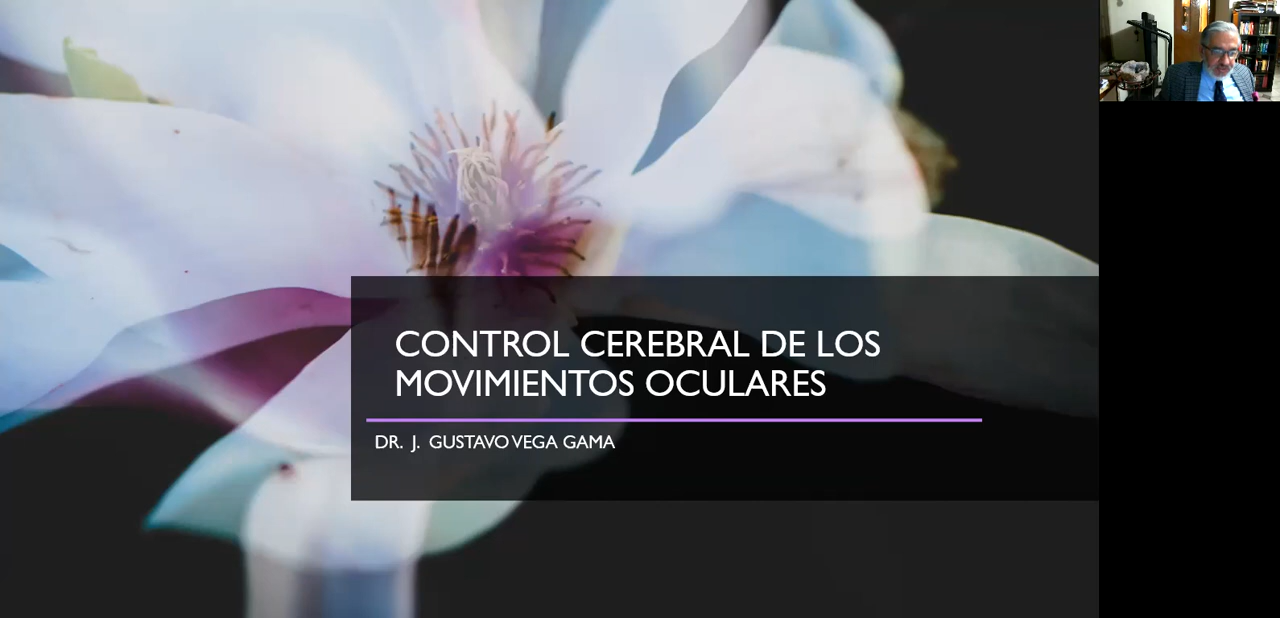 CONTROL CEREBRAL DE LOS
MOVIMIENTOS OCULARES
DR. J. GUSTAVO VEGA GAMA